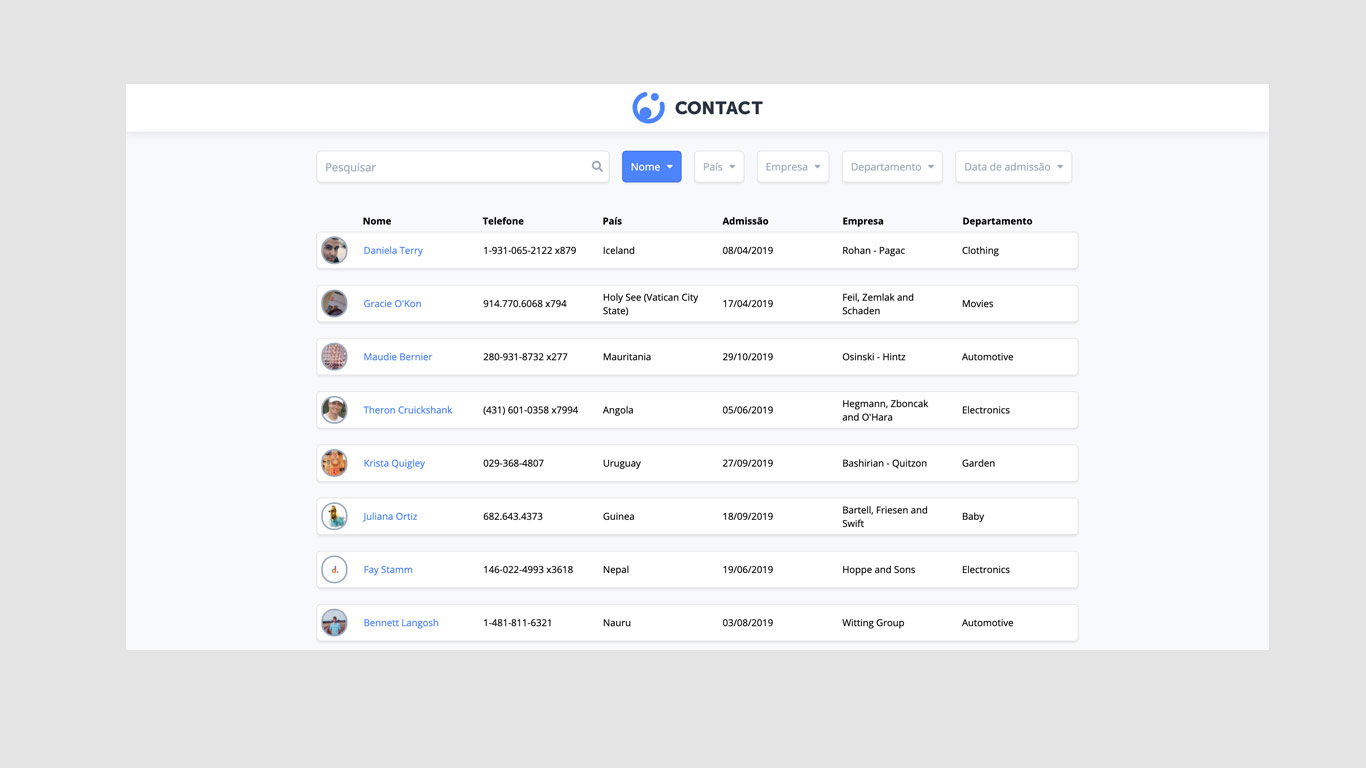 CONTACT
Pesquisar Nome País Empresa Departamento Data de admissão
Nome Telefone País Admissão Empresa Departamento
Daniela Terry 1-931-065-2122 x879 Iceland 08/04/2019 Rohan - Pagac Clothing
Gracie O'Kon 914.770.6068 x794 Holy See (Vatican City State) 17/04/2019 Feil, Zemlak and Schaden Movies
Maudie Bernier 280-931-8732 x277 Mauritania 29/10/2019 Osinski - Hintz Automotive
Theron Cruickshank (431) 601-0358 x7994 Angola 05/06/2019 Hegmann, Zboncak and O'Hara Electronics
Krista Quigley 029-368-4807 Uruguay 27/09/2019 Bashirian - Quitzon Garden
Juliana Ortiz 682.643.4373 Guinea 18/09/2019 Bartell, Friesen and Swift Baby
d. Fay Stamm 146-022-4993 x3618 Nepal 19/06/2019 Hoppe and Sons Electronics
Bennett Langosh 1-481-811-6321 Nauru 03/08/2019 Witting Group Automotive